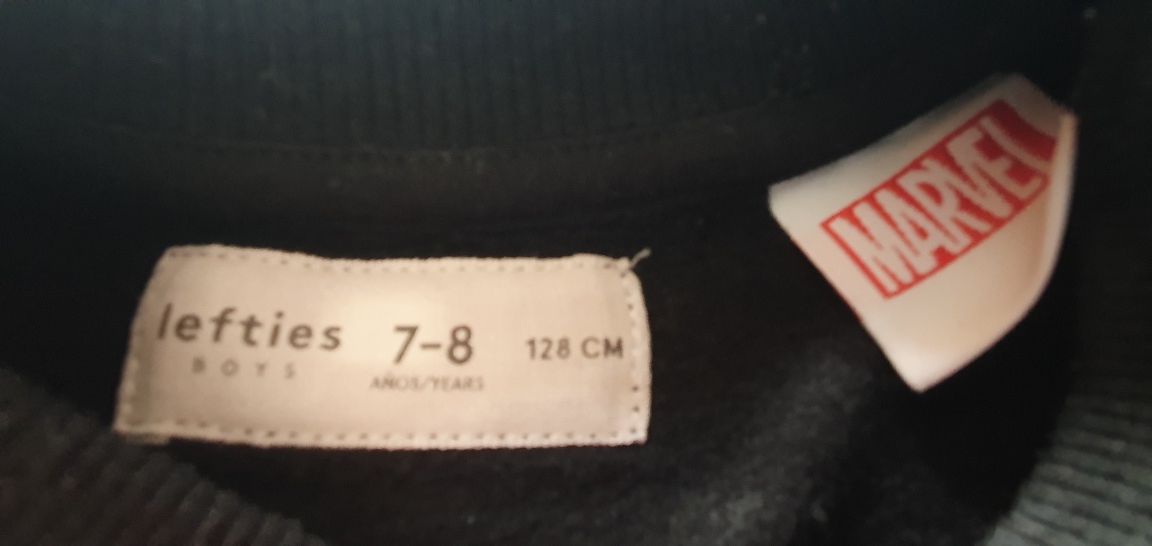 lefties
BOYS
7-8
AÑOS/YEARS
128 CM
MARVEL